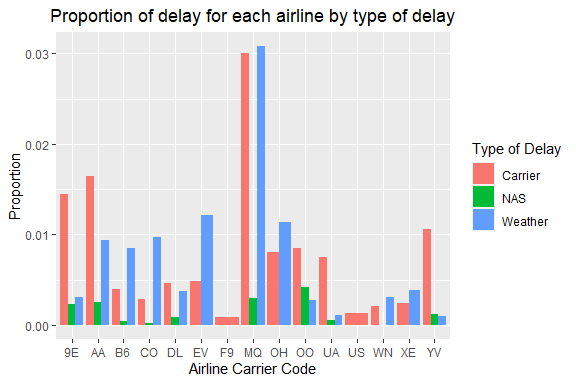 Proportion of delay for each airline by type of delay
0.03
0.02
0.01
0.00
Proportion
9E AA B6 CO DL EV F9 MQ OH OO UA US WN XE YV
Airline Carrier Code
Type of Delay
Carrier
NAS
Weather